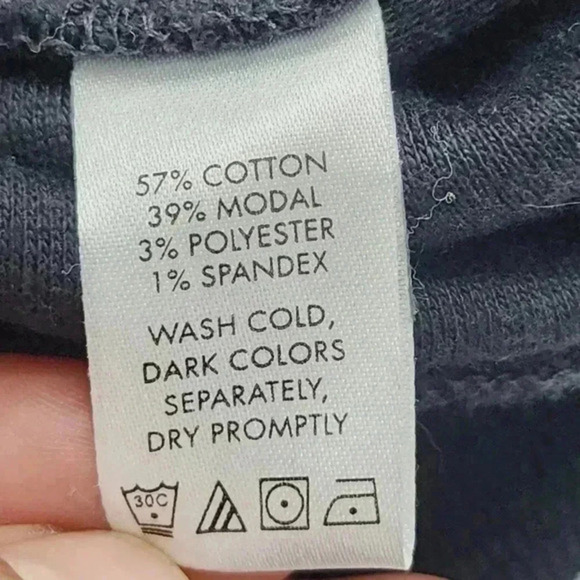 57% COTTON
39% MODAL
3% POLYESTER
1% SPANDEX
WASH COLD,
DARK COLORS
SEPARATELY,
DRY PROMPTLY
30C